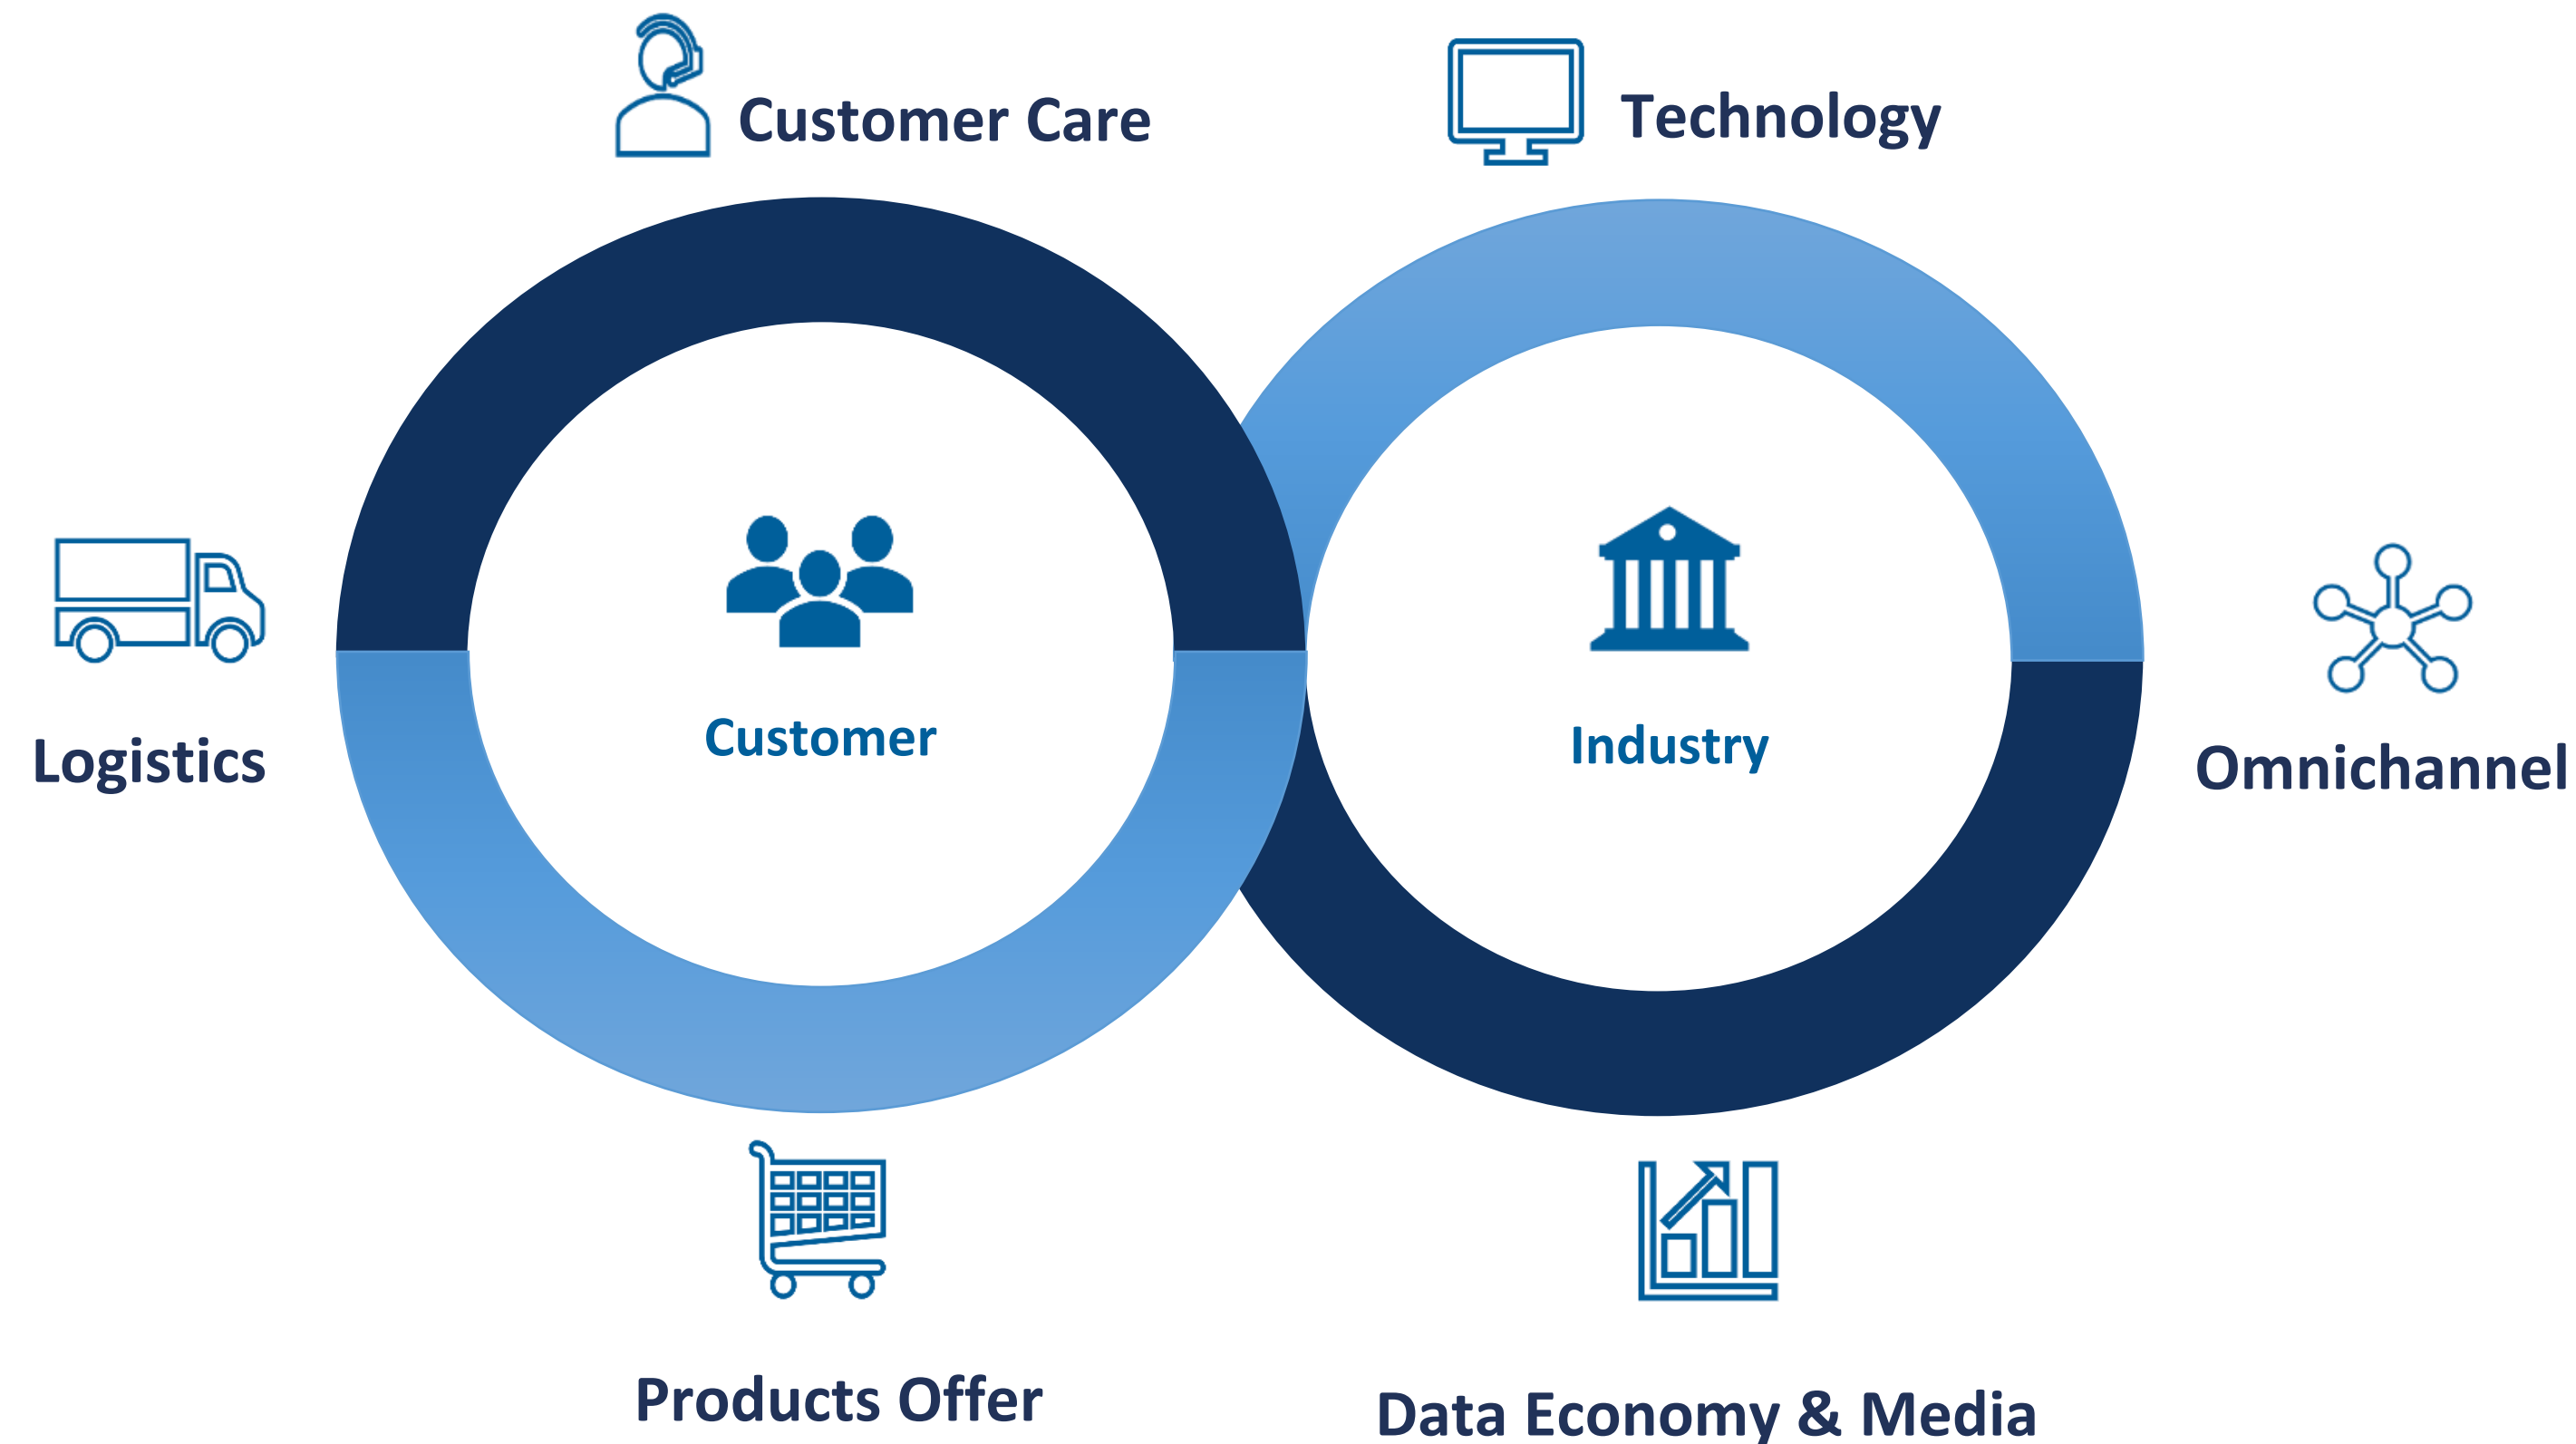 Customer Care
Technology
Logistics
Customer
Industry
Omnichannel
Products Offer
Data Economy & Media